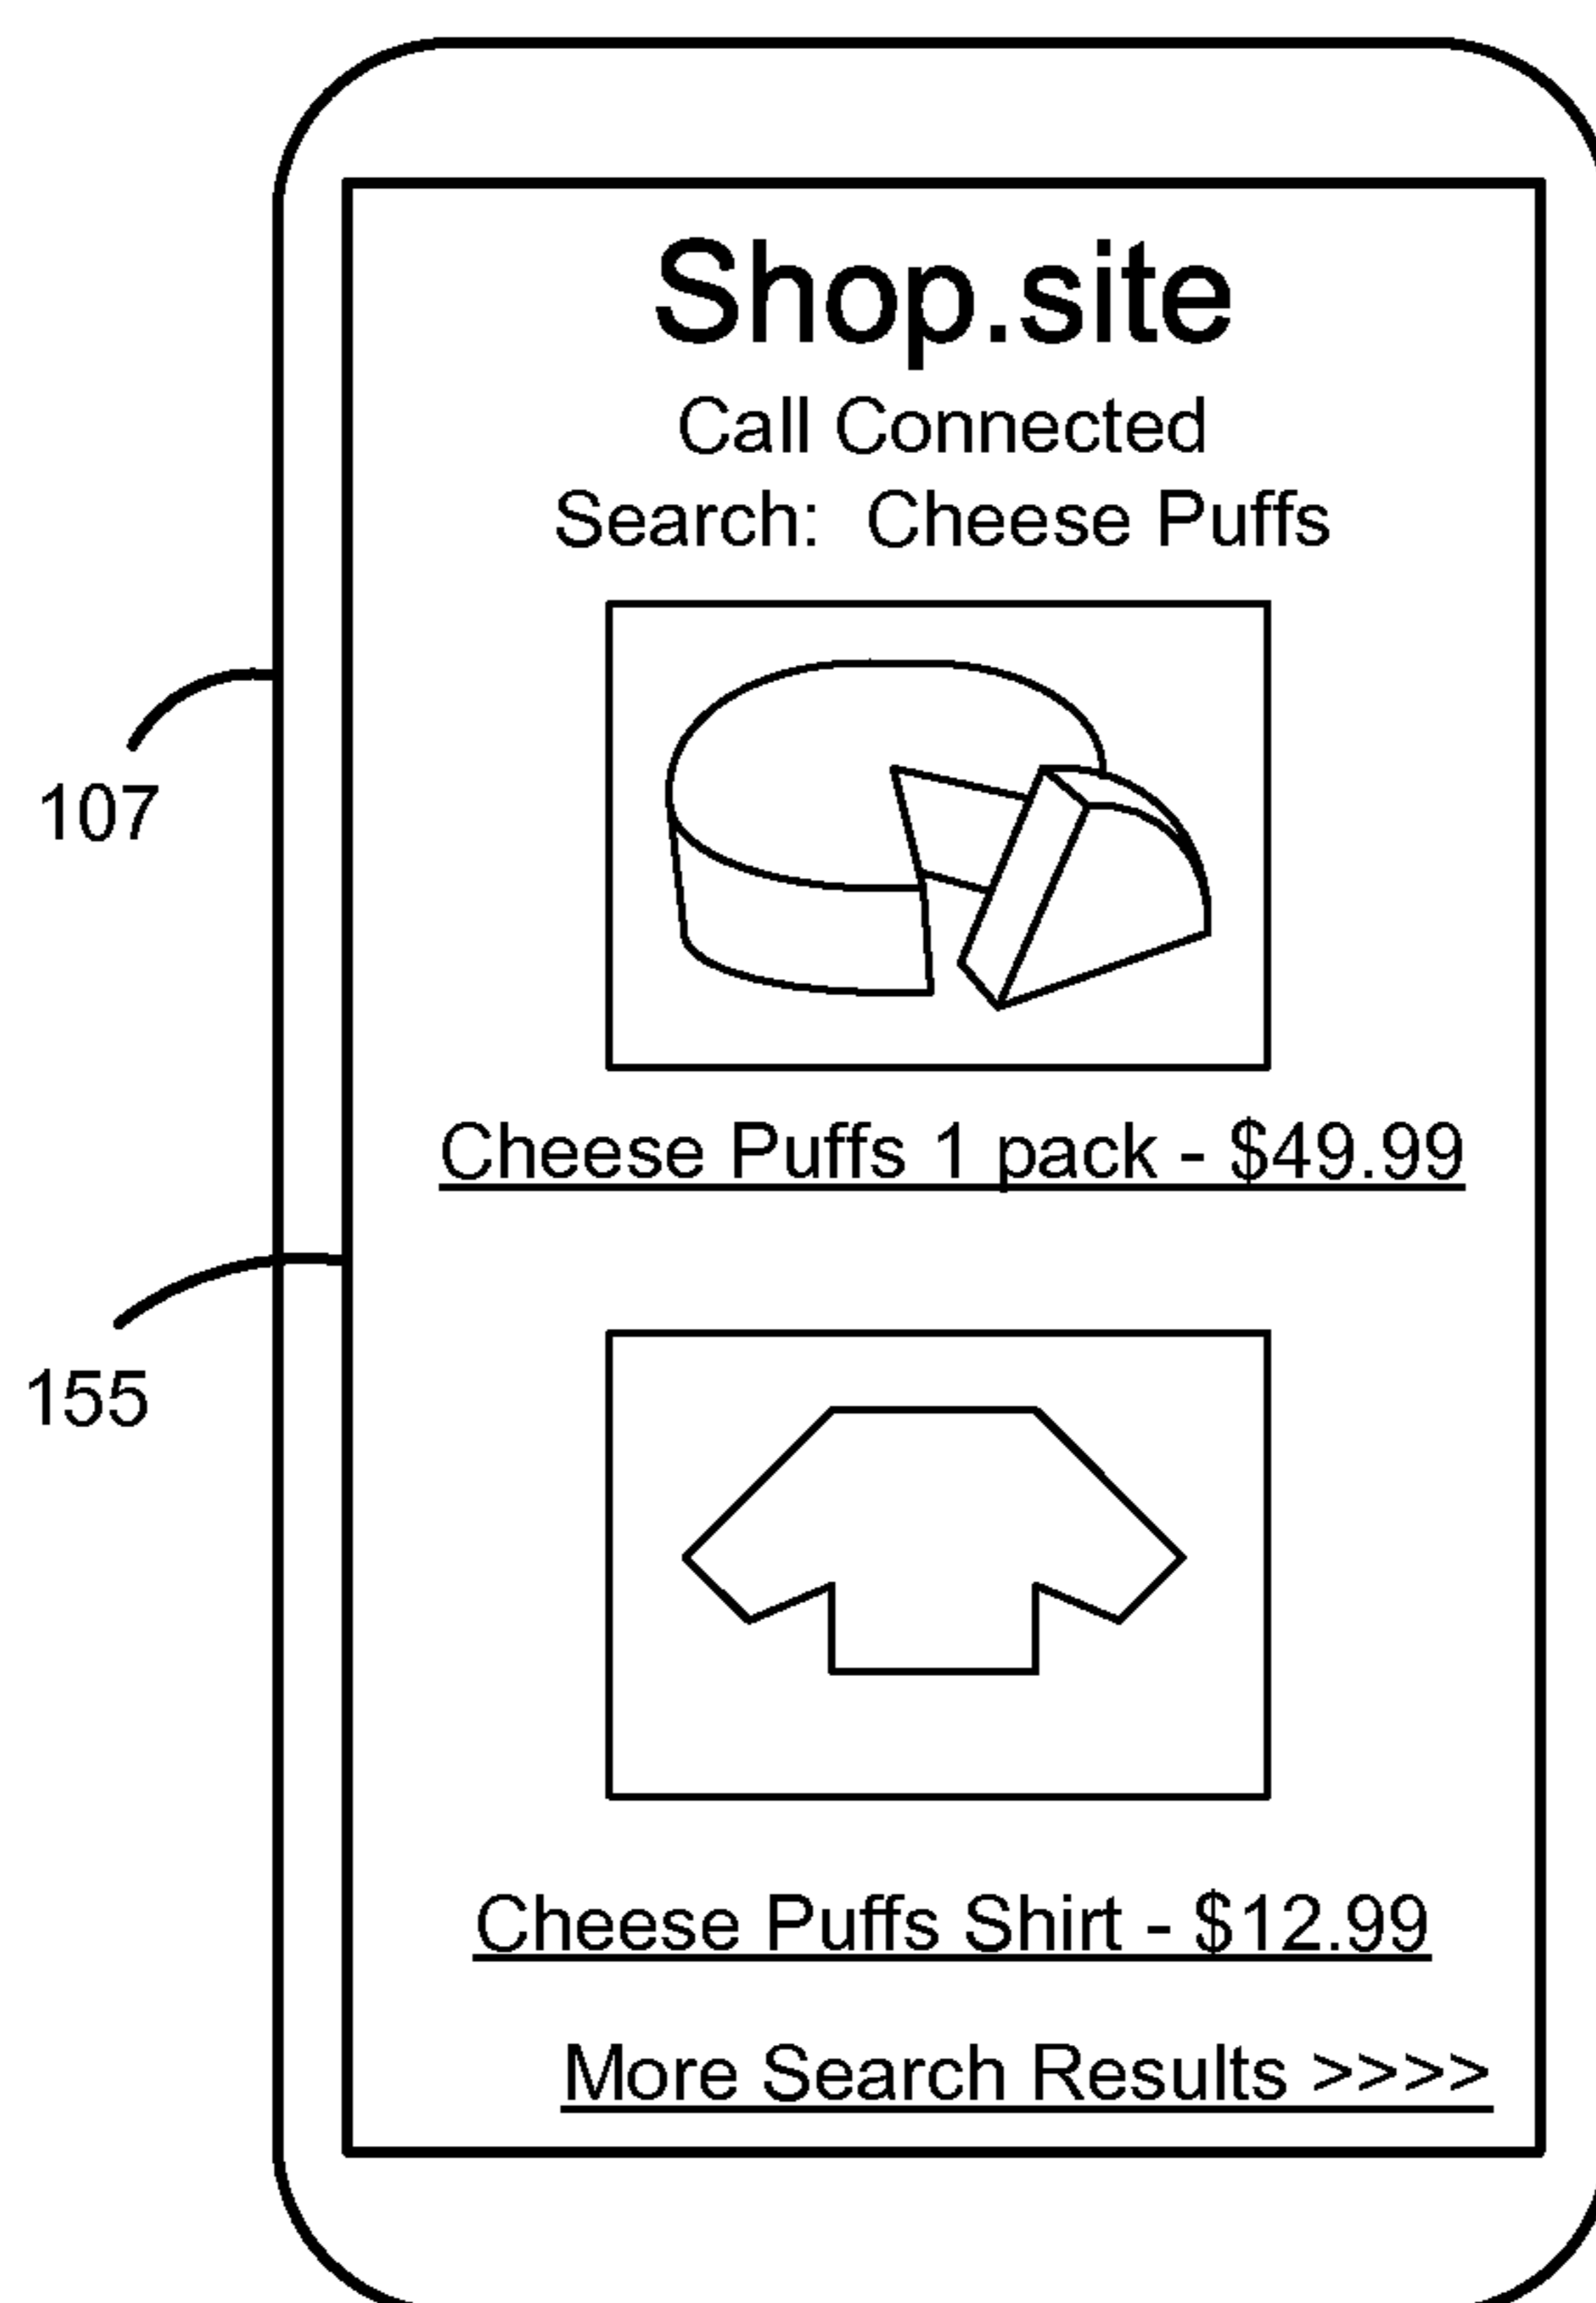 Shop.site
Call Connected
Search: Cheese Puffs
107
Cheese Puffs 1 pack - $49.99
155
Cheese Puffs Shirt - $12.99
More Search Results >>>>